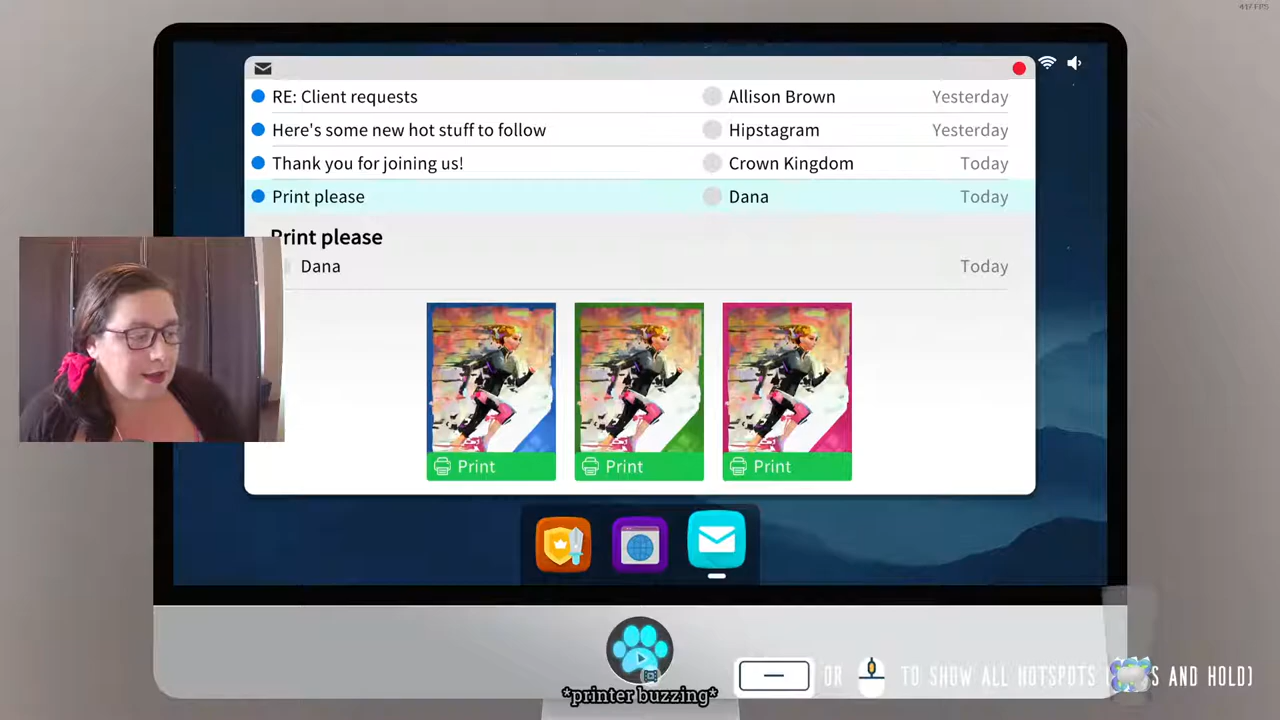 417 FPS
RE: Client requests Allison Brown Yesterday
Here's some new hot stuff to follow Hipstagram Yesterday
Thank you for joining us! Crown Kingdom Today
Print please Dana Today
Print please
Dana Today
Print Print Print
OR TO SHOW ALL HOTSPOTS S AND HOLD)
*printer buzzing*